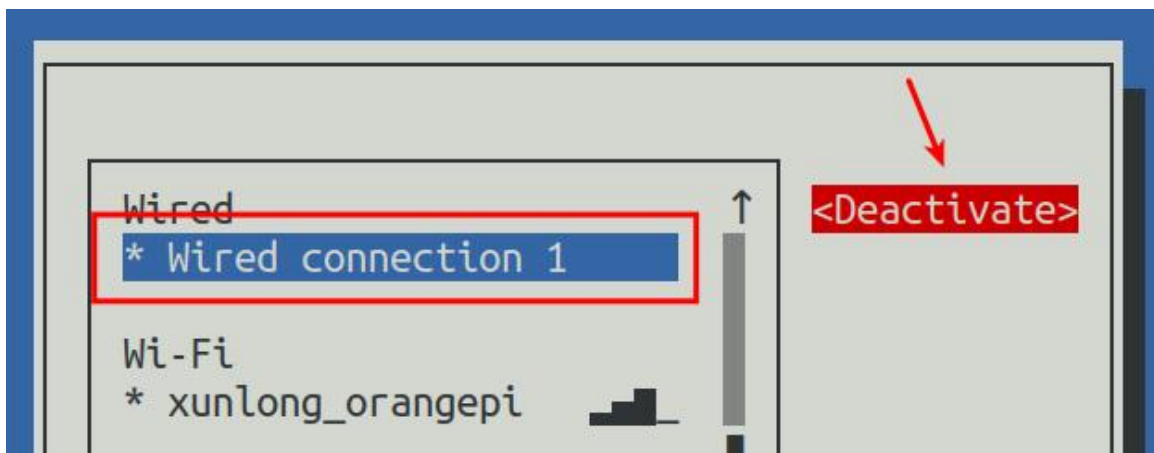 Wired
* Wired connection 1
<Deactivate>
Wi-Fi
* xunlong_orangepi